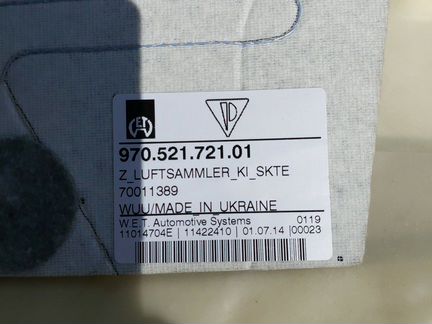 W.E.T.
970.521.721.01
Z_LUFTSAMMLER_KI_SKTE
70011389
WUU/MADE_IN_UKRAINE
W.E.T. Automotive Systems 0119
11014704E | 11422410 | 01.07.14 |00023